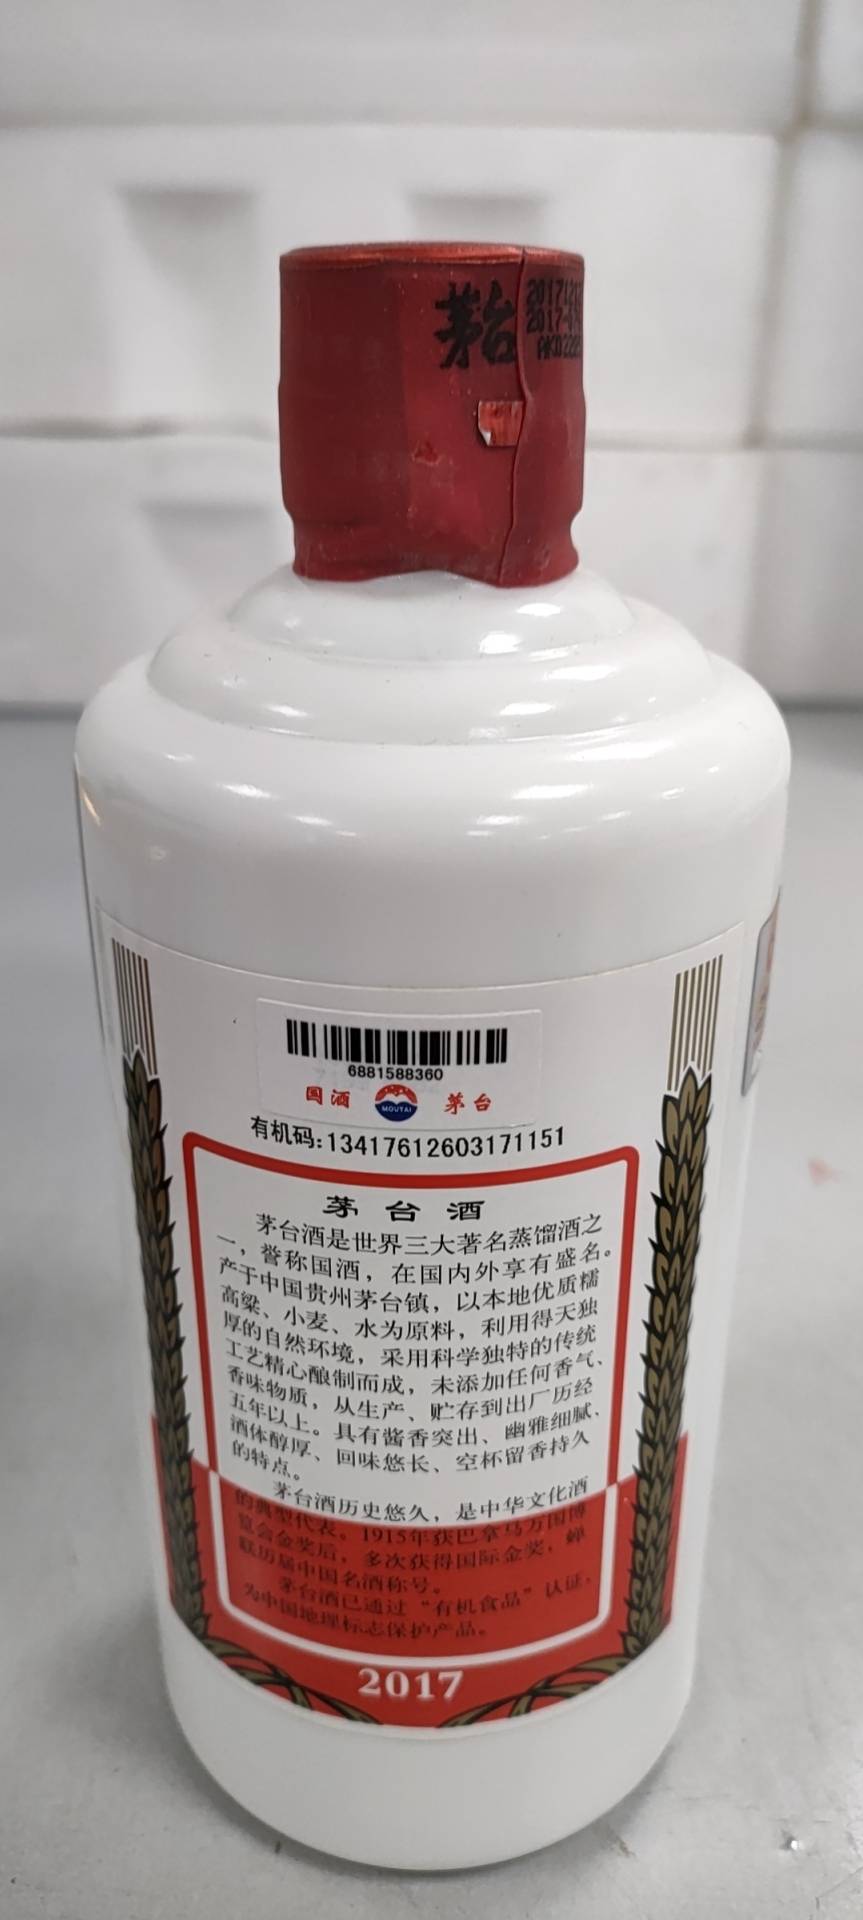 茅台
2017-
6881588360
国酒
MOUTAI
茅台
有机码:13417612603171151
茅台酒
茅台酒是世界三大著名蒸馏酒之
一，誉称国酒，在国内外享有盛名。
产于中国贵州茅台镇，以本地优质糯
高粱、小麦、水为原料，利用得天独
厚的自然环境，采用科学独特的传统
工艺精心酿制而成，未添加任何香气、
香味物质，从生产、贮存到出厂历经
五年以上。具有酱香突出、幽雅细腻、
酒体醇厚、回味悠长、空杯留香持久
的特点。
茅台酒历史悠久，是中华文化酒
的典型代表。1915年获巴拿马万国博
览会金奖后，多次获得国际金奖，蝉
联历届中国名酒称号。
茅台酒已通过“有机食品”认证，
为中国地理标志保护产品。
2017